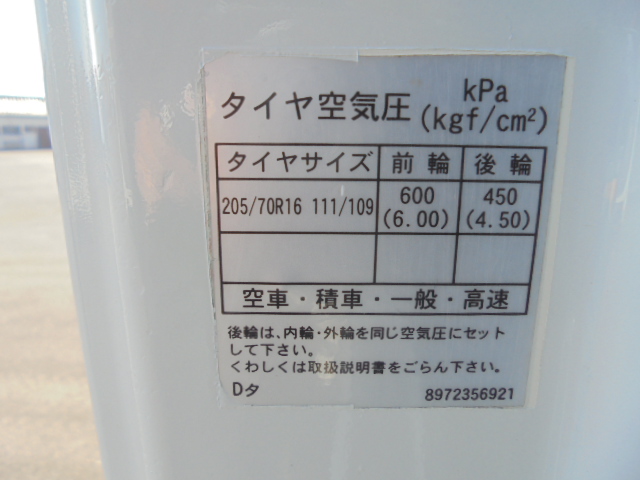 タイヤ空気圧 kPa
(kgf/cm²)
タイヤサイズ 前輪 後輪
205/70R16 111/109 600 450
(6.00) (4.50)
空車・積車・一般・高速
後輪は、内輪・外輪を同じ空気圧にセット
して下さい。
くわしくは取扱説明書をごらん下さい。
Dタ 8972356921